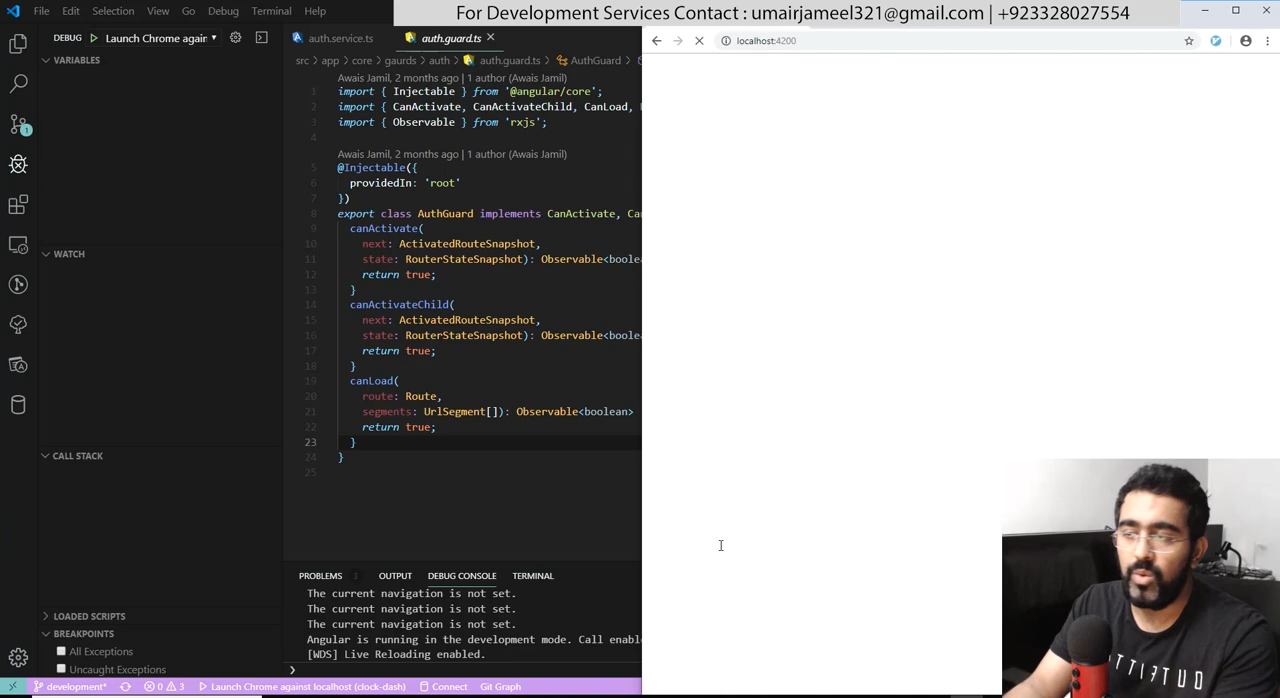 File Edit Selection View Go Debug Terminal Help
For Development Services Contact : umairjameel321@gmail.com | +923328027554
DEBUG Launch Chrome again
VARIABLES
WATCH
CALL STACK
LOADED SCRIPTS
BREAKPOINTS
All Exceptions
Uncaught Exceptions
auth.service.ts auth.guard.ts
src > app > core > gaurds > auth > auth.guard.ts > AuthGuard >
Awais Jamil, 2 months ago | 1 author (Awais Jamil)
1 import { Injectable } from '@angular/core';
2 import { CanActivate, CanActivateChild, CanLoad,
3 import { Observable } from 'rxjs';
4
Awais Jamil, 2 months ago | 1 author (Awais Jamil)
5 @Injectable({
6 providedIn: 'root'
7 })
8 export class AuthGuard implements CanActivate,
9 canActivate(
10 next: ActivatedRouteSnapshot,
11 state: RouterStateSnapshot): Observable<boole
12 return true;
13 }
14 canActivateChild(
15 next: ActivatedRouteSnapshot,
16 state: RouterStateSnapshot): Observable<boole
17 return true;
18 }
19 canLoad(
20 route: Route,
21 segments: UrlSegment[]): Observable<boolean>
22 return true;
23 }
24 }
25
PROBLEMS 3 OUTPUT DEBUG CONSOLE TERMINAL
The current navigation is not set.
The current navigation is not set.
The current navigation is not set.
Angular is running in the development mode. Call enabl
[WDS] Live Reloading enabled.
development* 0 3 Launch Chrome against localhost (clock-dash) Connect Git Graph
1
localhost:4200
OUTFITT